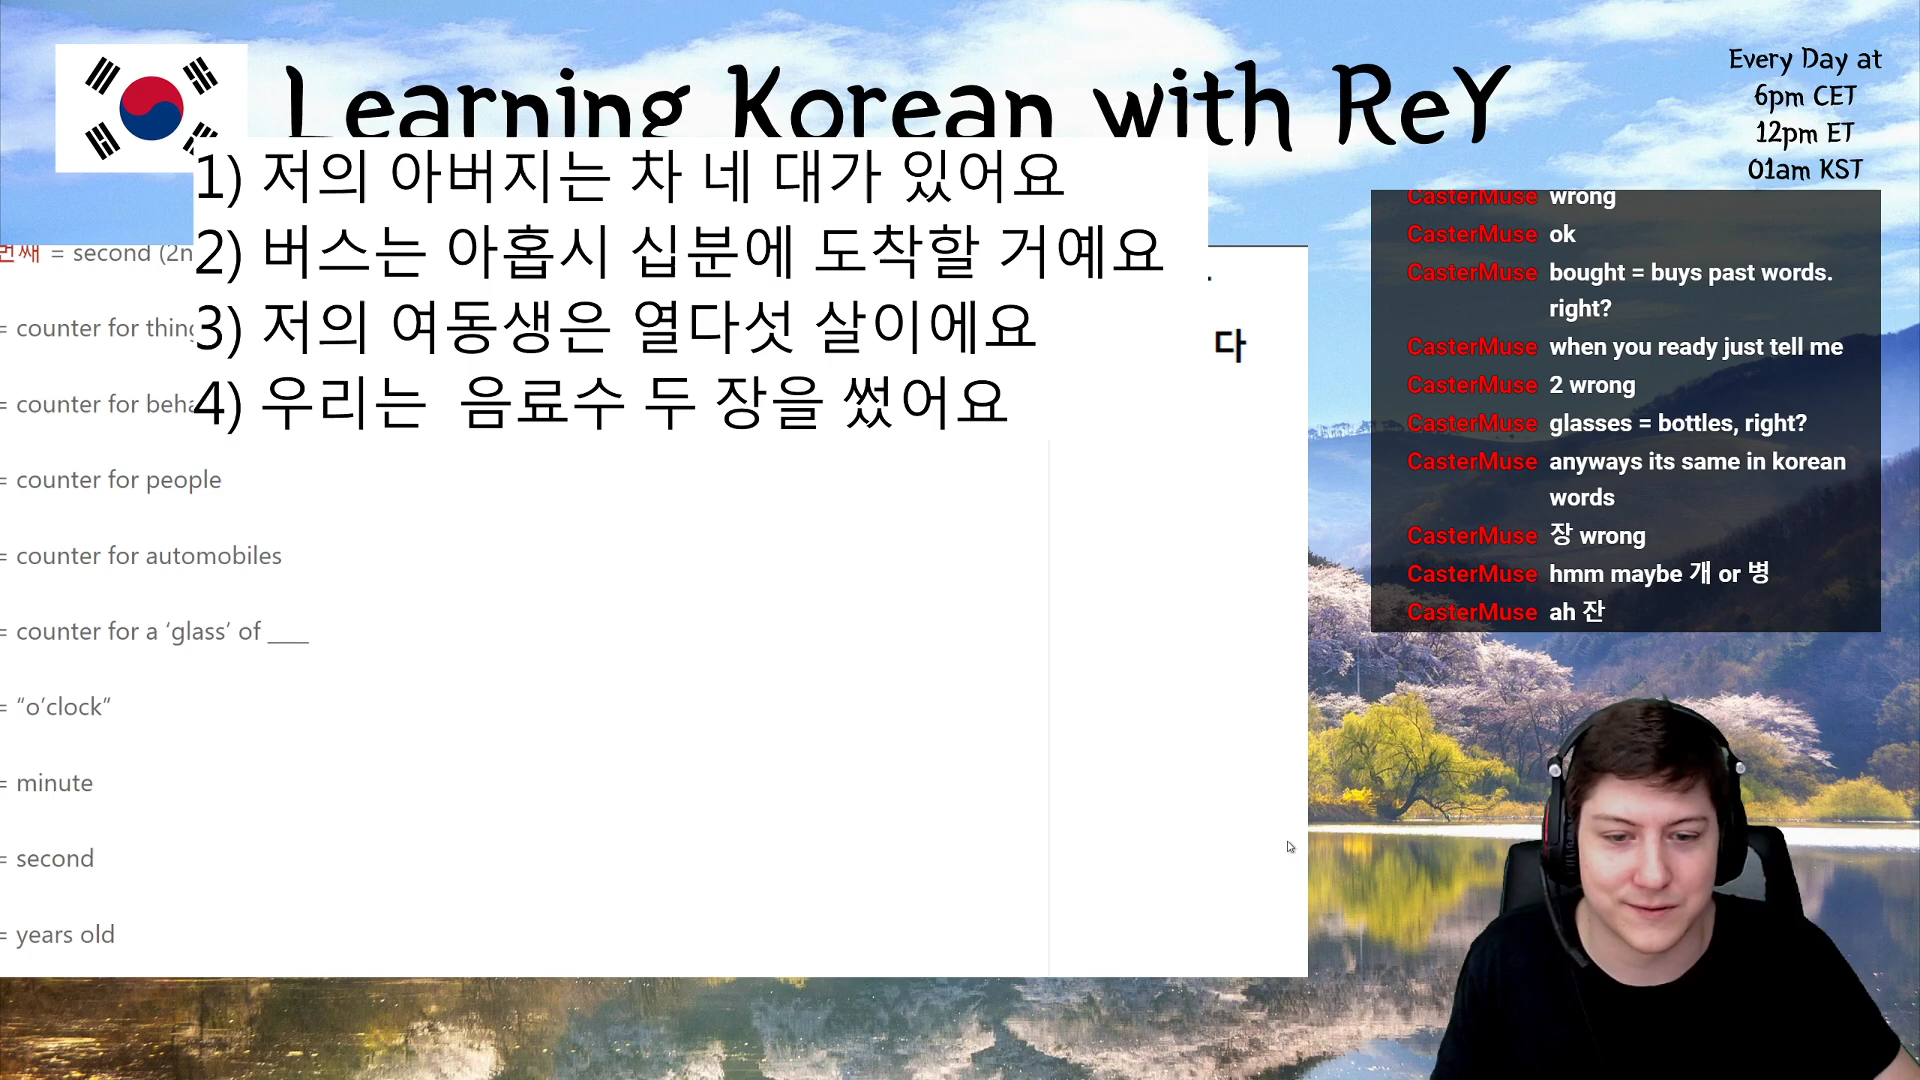 Learning Korean with ReY
Every Day at
6pm CET
12pm ET
01am KST
1) 저의 아버지는 차 네 대가 있어요
2) 버스는 아홉시 십분에 도착할 거예요
3) 저의 여동생은 열다섯 살이에요
4) 우리는 음료수 두 장을 썼어요
번째 = second (2n
= counter for thing
= counter for beha
= counter for people
= counter for automobiles
= counter for a ‘glass’ of ___
= “o’clock”
= minute
= second
= years old
다
CasterMuse wrong
CasterMuse ok
CasterMuse bought = buys past words.
right?
CasterMuse when you ready just tell me
CasterMuse 2 wrong
CasterMuse glasses = bottles, right?
CasterMuse anyways its same in korean
words
CasterMuse 장 wrong
CasterMuse hmm maybe 개 or 병
CasterMuse ah 잔